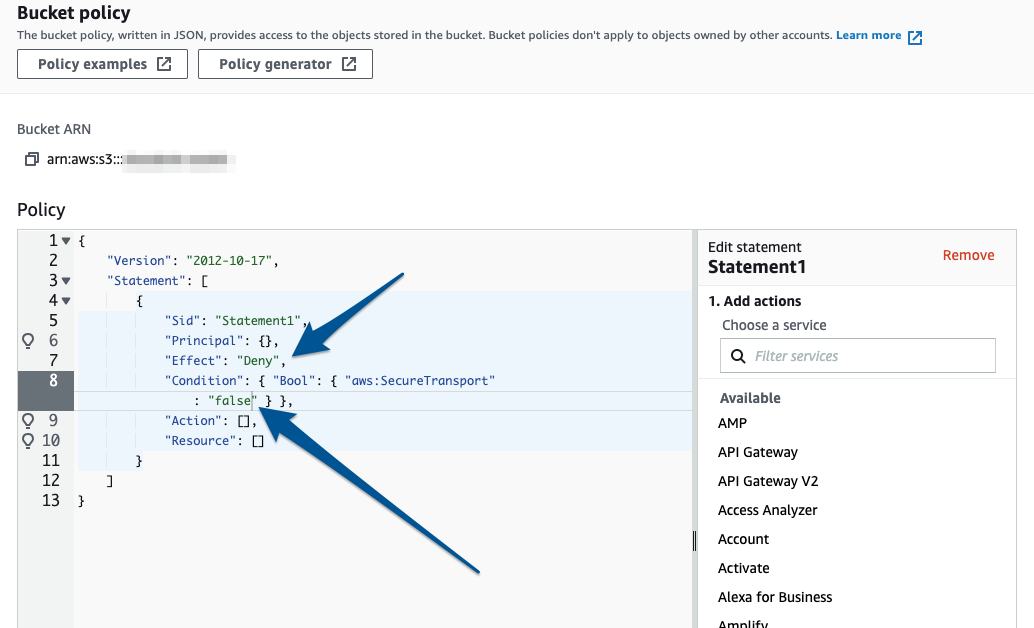 Bucket policy
The bucket policy, written in JSON, provides access to the objects stored in the bucket. Bucket policies don't apply to objects owned by other accounts. Learn more
Policy examples
Policy generator
Bucket ARN
arn:aws:s3:::
Policy
1 {
2 "Version": "2012-10-17",
3 "Statement": [
4 {
5 "Sid": "Statement1",
6 "Principal": {},
7 "Effect": "Deny",
8 "Condition": { "Bool": { "aws:SecureTransport"
: "false" } },
9 "Action": [],
10 "Resource": []
11 }
12 ]
13 }
Edit statement
Statement1
Remove
1. Add actions
Choose a service
Filter services
Available
AMP
API Gateway
API Gateway V2
Access Analyzer
Account
Activate
Alexa for Business
Amplify